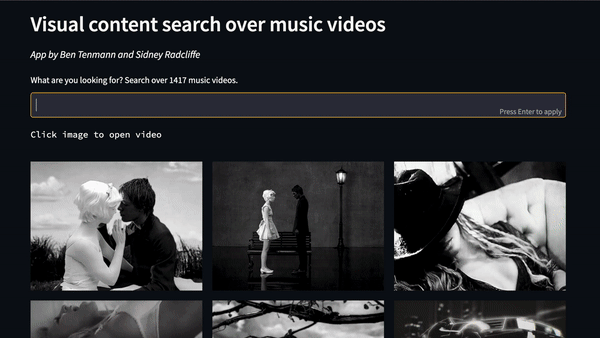 Visual content search over music videos
App by Ben Tenmann and Sidney Radcliffe
What are you looking for? Search over 1417 music videos.
Press Enter to apply
Click image to open video